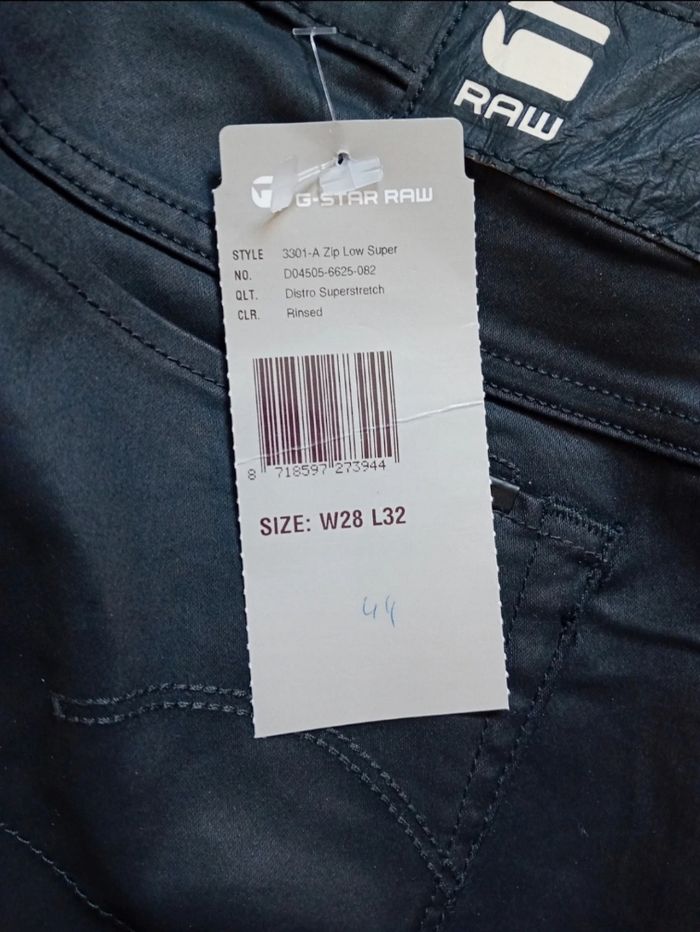 RAW
G-STAR RAW
STYLE 3301-A Zip Low Super
NO. D04505-6625-082
QLT. Distro Superstretch
CLR. Rinsed
8 718597 273944
SIZE: W28 L32
44